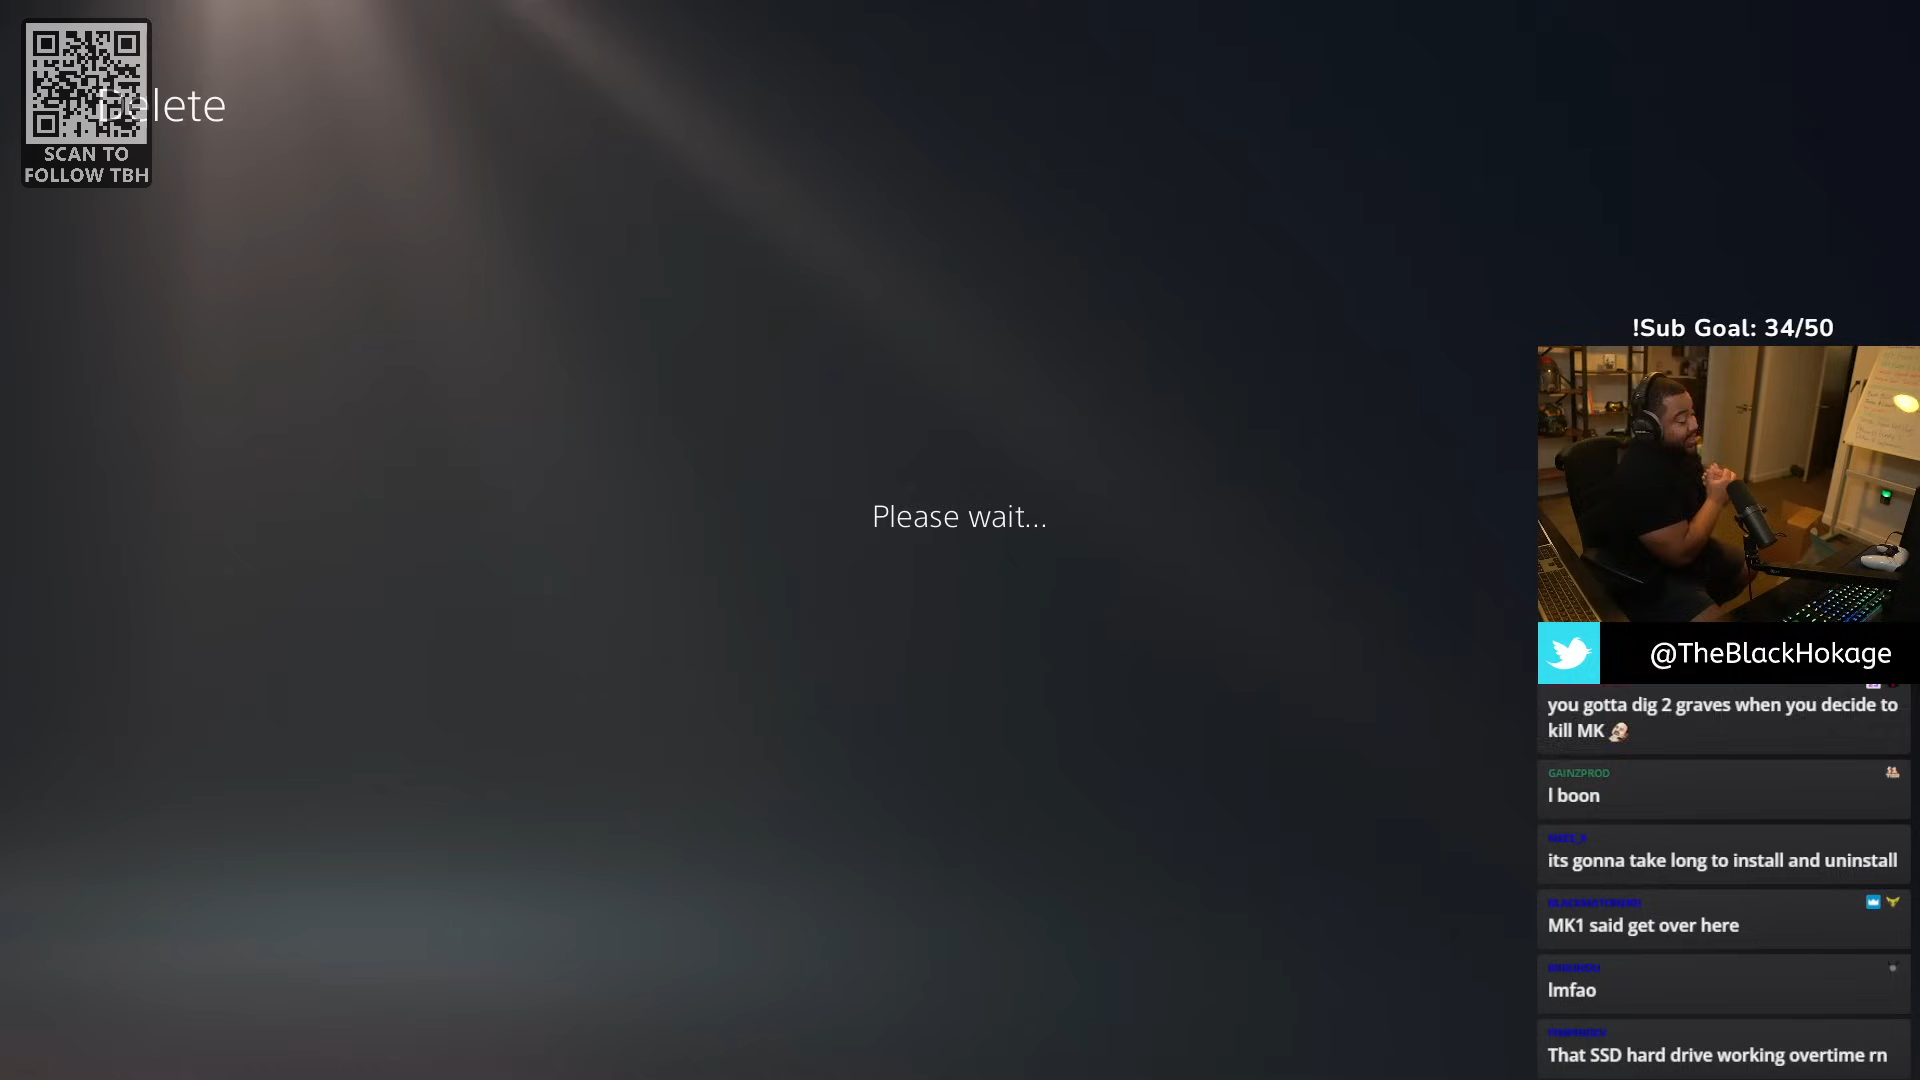 Delete
SCAN TO
FOLLOW TBH
Please wait...
!Sub Goal: 34/50
@TheBlackHokage
you gotta dig 2 graves when you decide to
kill MK
GAINZPROD
l boon
its gonna take long to install and uninstall
MK1 said get over here
lmfao
That SSD hard drive working overtime rn